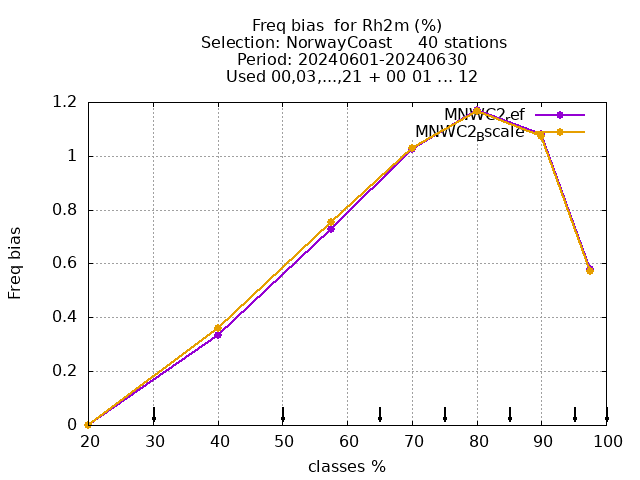 Freq bias for Rh2m (%)
Selection: NorwayCoast 40 stations
Period: 20240601-20240630
Used 00,03,...,21 + 00 01 ... 12
MNWC2
MNWC2_Bscale
1.2
1
0.8
0.6
0.4
0.2
0
Freq bias
20 30 40 50 60 70 80 90 100
classes %